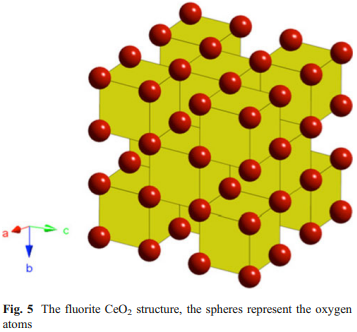 a
c
b
Fig. 5 The fluorite CeO2 structure, the spheres represent the oxygen
atoms